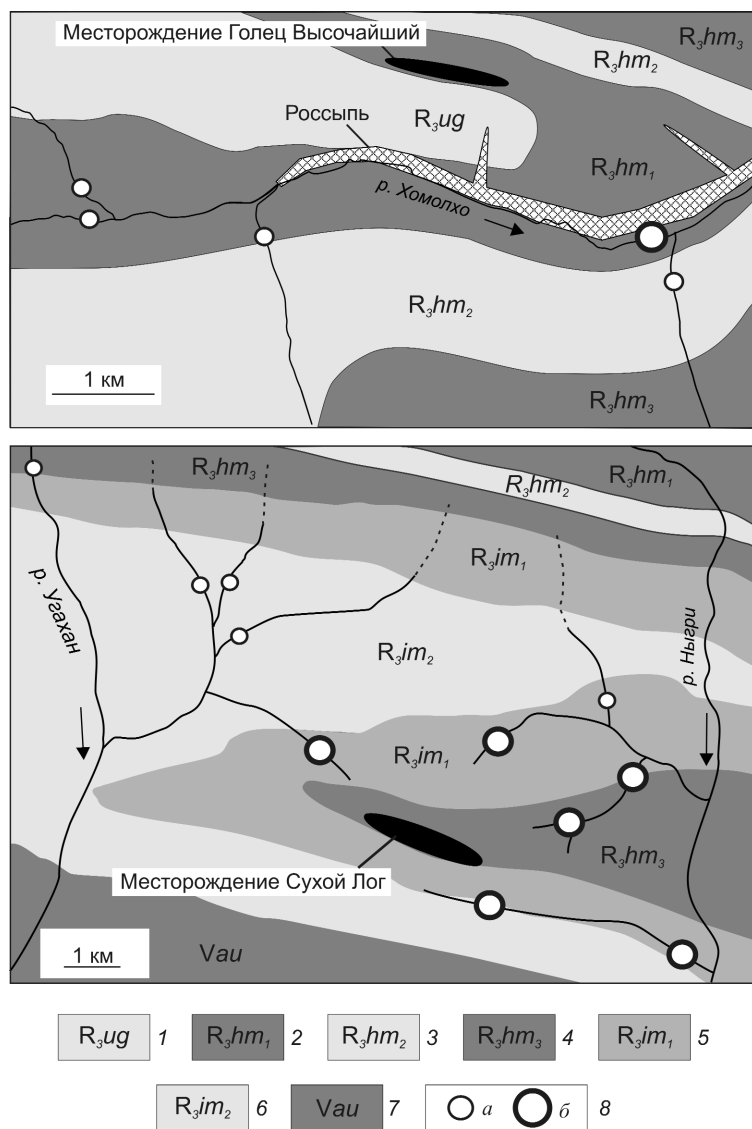 Месторождение Голец Высочайший
R₃hm₃
R₃hm₂
Россыпь
R₃ug
R₃hm₁
р. Хомолхо
R₃hm₂
1 км
R₃hm₃
R₃hm₃
R₃hm₂
R₃hm₁
R₃im₁
р. Угахан
R₃im₂
р. Ныгри
R₃im₁
R₃hm₃
Месторождение Сухой Лог
1 км
Vau
R₃ug 1 R₃hm₁ 2 R₃hm₂ 3 R₃hm₃ 4 R₃im₁ 5
R₃im₂ 6 Vau 7 а б 8